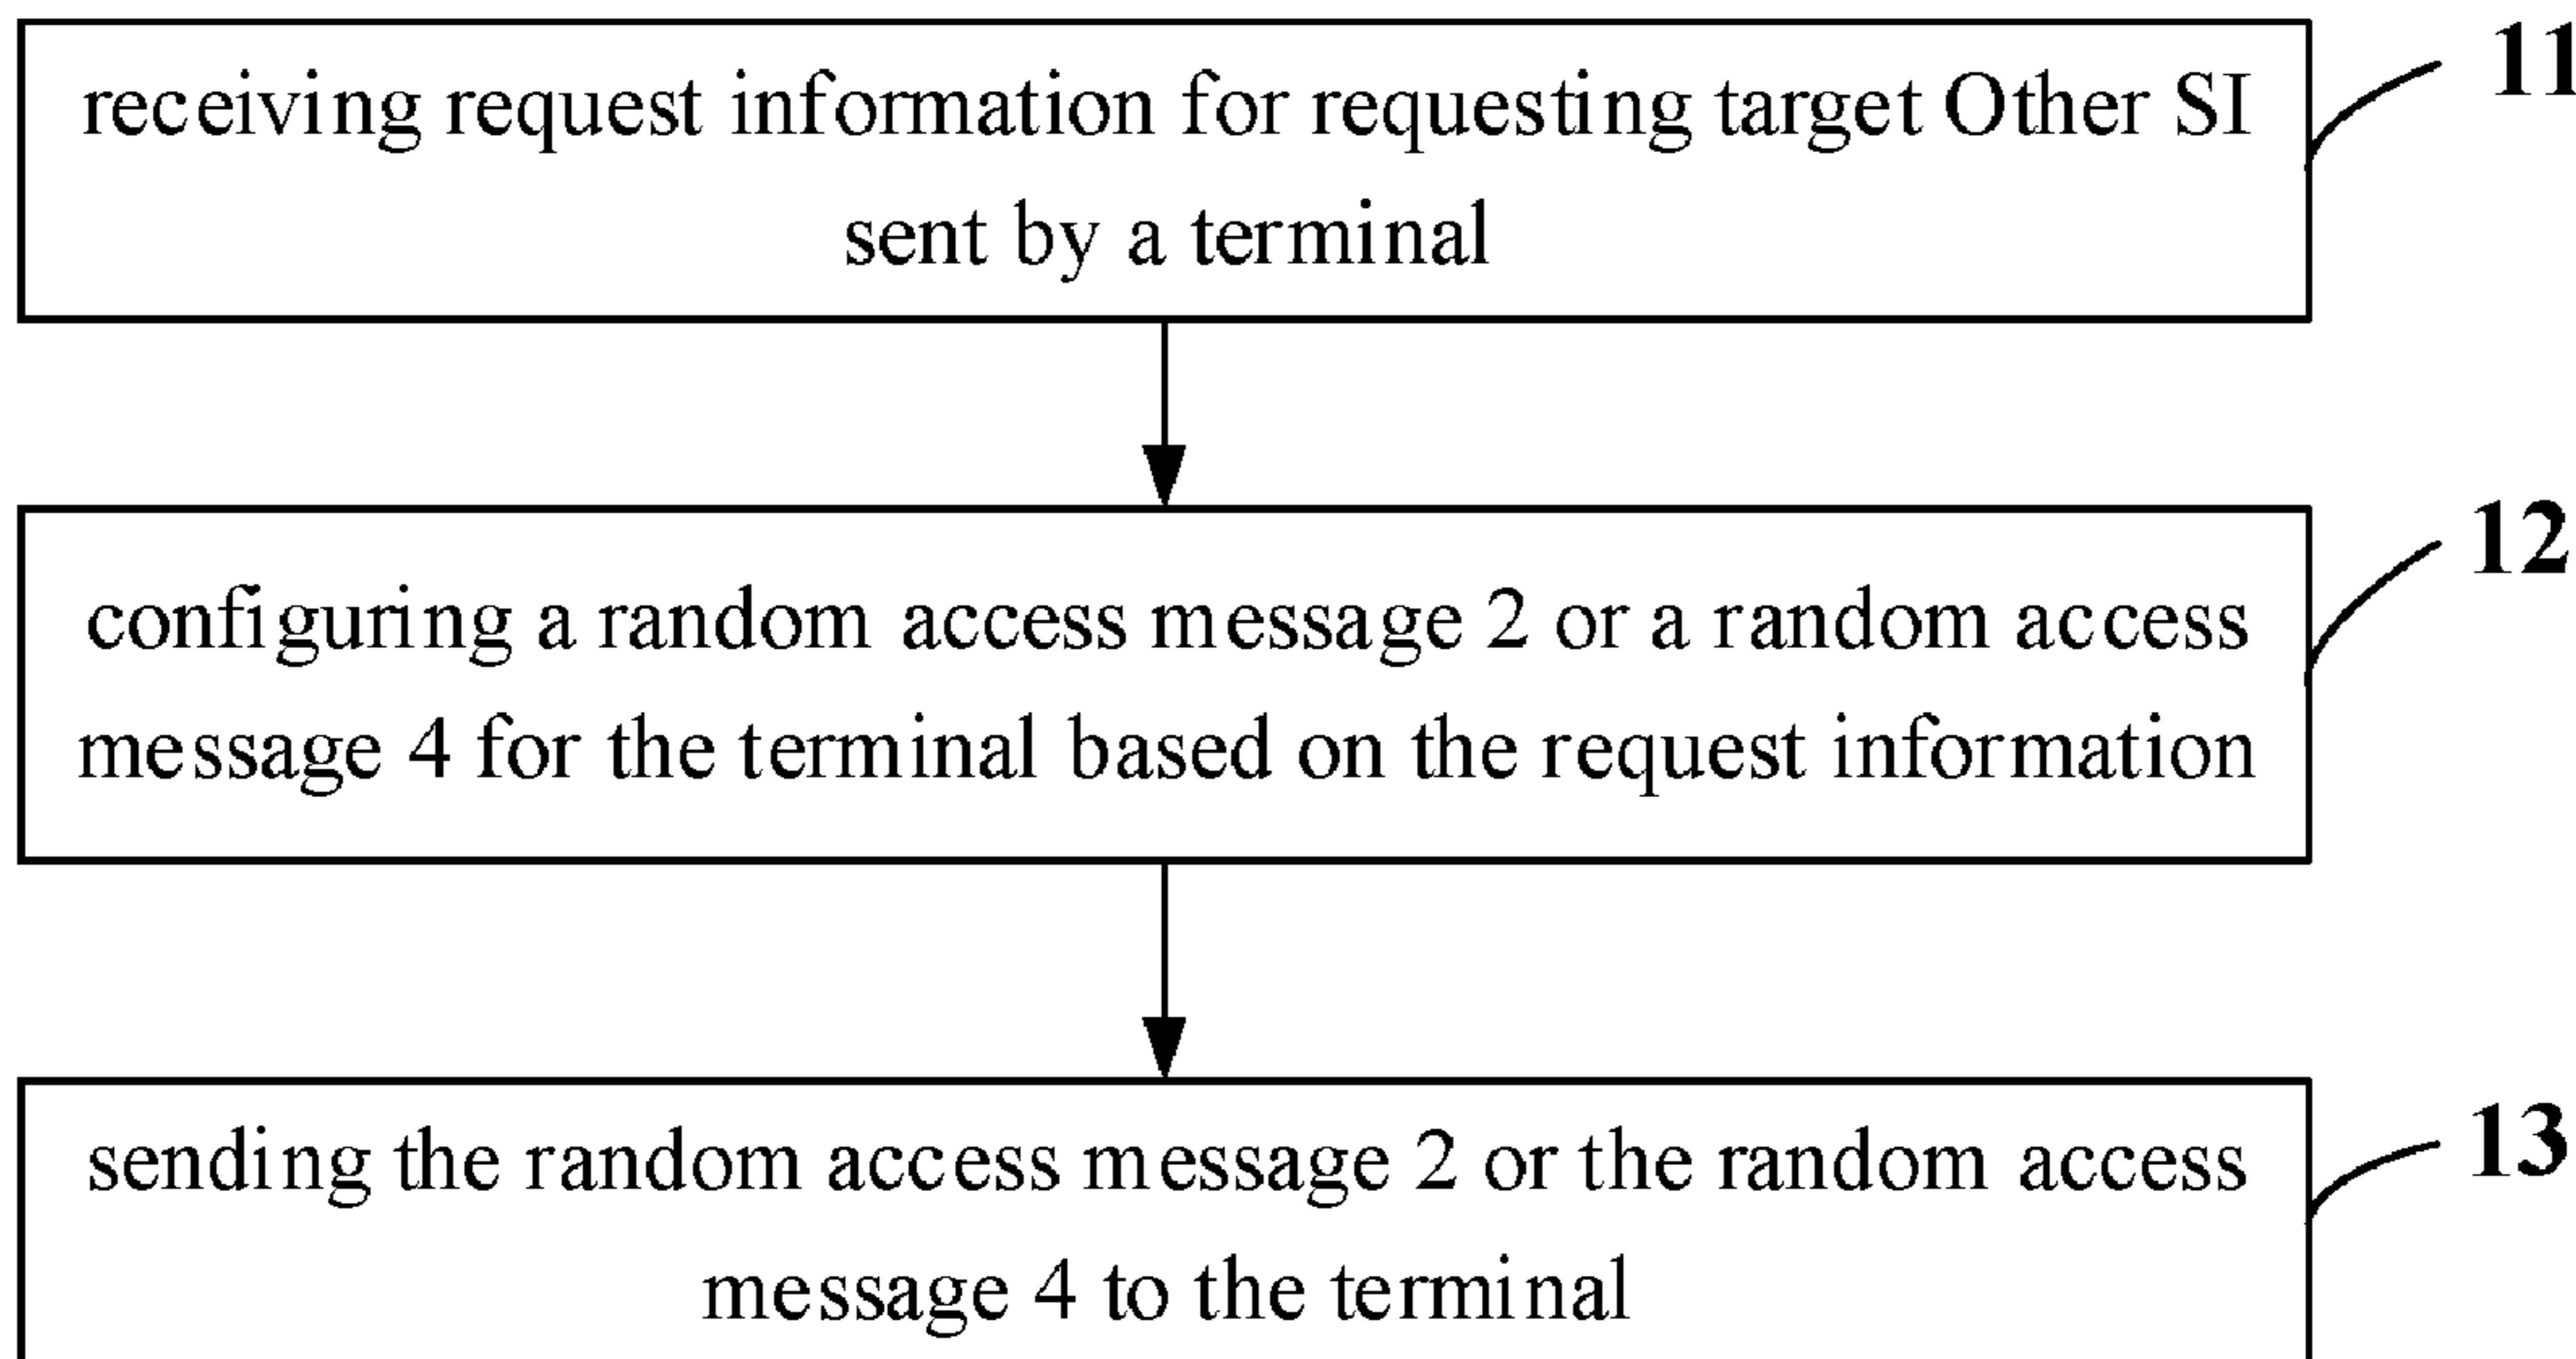 receiving request information for requesting target Other SI
sent by a terminal
11
configuring a random access message 2 or a random access
message 4 for the terminal based on the request information
12
sending the random access message 2 or the random access
message 4 to the terminal
13